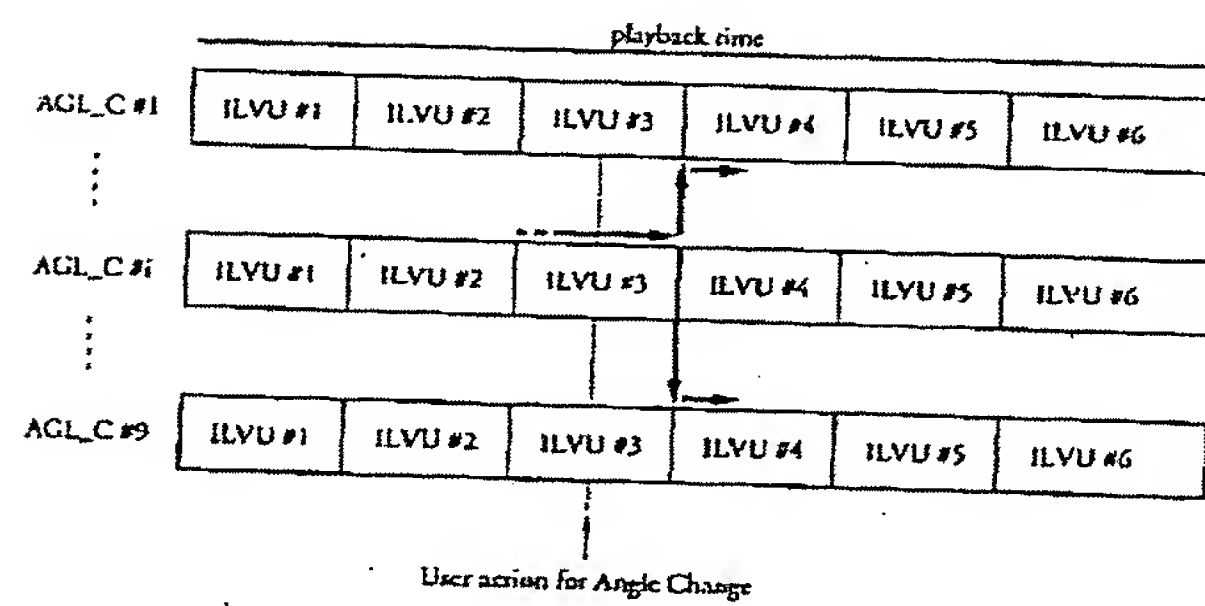 playback time
AGL_C #1 ILVU #1 ILVU #2 ILVU #3 ILVU #4 ILVU #5 ILVU #6
AGL_C #i ILVU #1 ILVU #2 ILVU #3 ILVU #4 ILVU #5 ILVU #6
AGL_C #9 ILVU #1 ILVU #2 ILVU #3 ILVU #4 ILVU #5 ILVU #6
User action for Angle Change